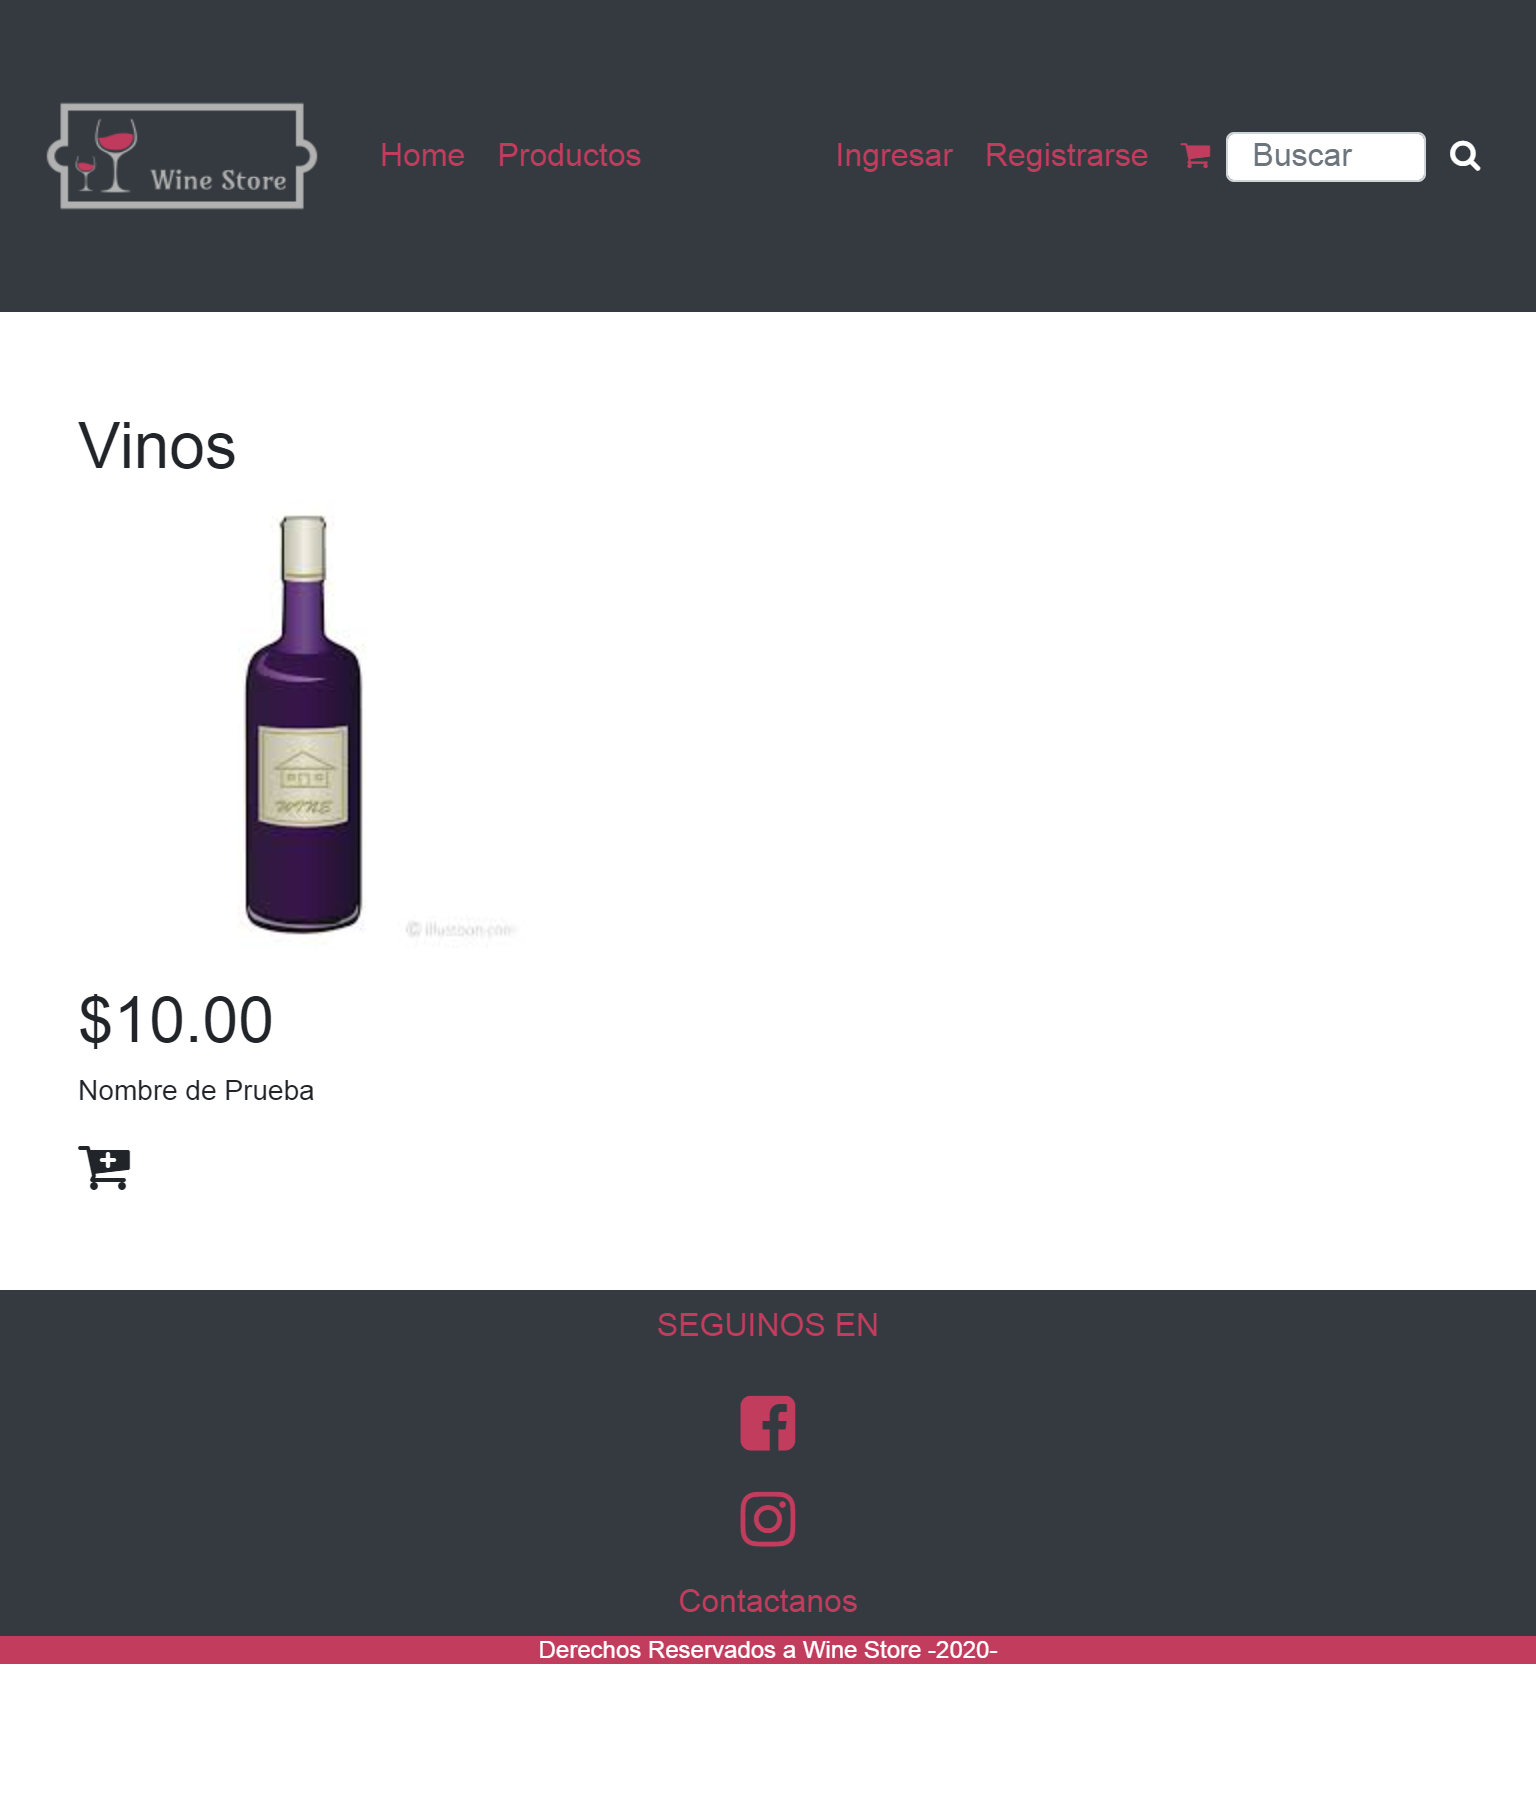 Wine Store
Home Productos Ingresar Registrarse Buscar
Vinos
WINE
© illustoon.com
$10.00
Nombre de Prueba
SEGUINOS EN
Contactanos
Derechos Reservados a Wine Store -2020-